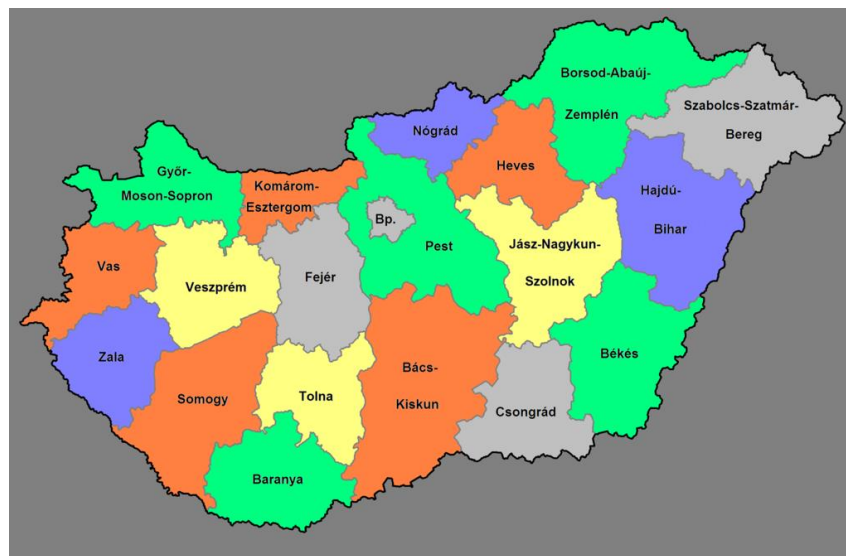 Borsod-Abaúj-
Zemplén
Szabolcs-Szatmár-
Bereg
Nógrád
Heves
Győr-
Moson-Sopron
Komárom-
Esztergom
Hajdú-
Bihar
Bp.
Pest
Jász-Nagykun-
Szolnok
Vas
Veszprém
Fejér
Zala
Békés
Bács-
Kiskun
Somogy
Tolna
Csongrád
Baranya